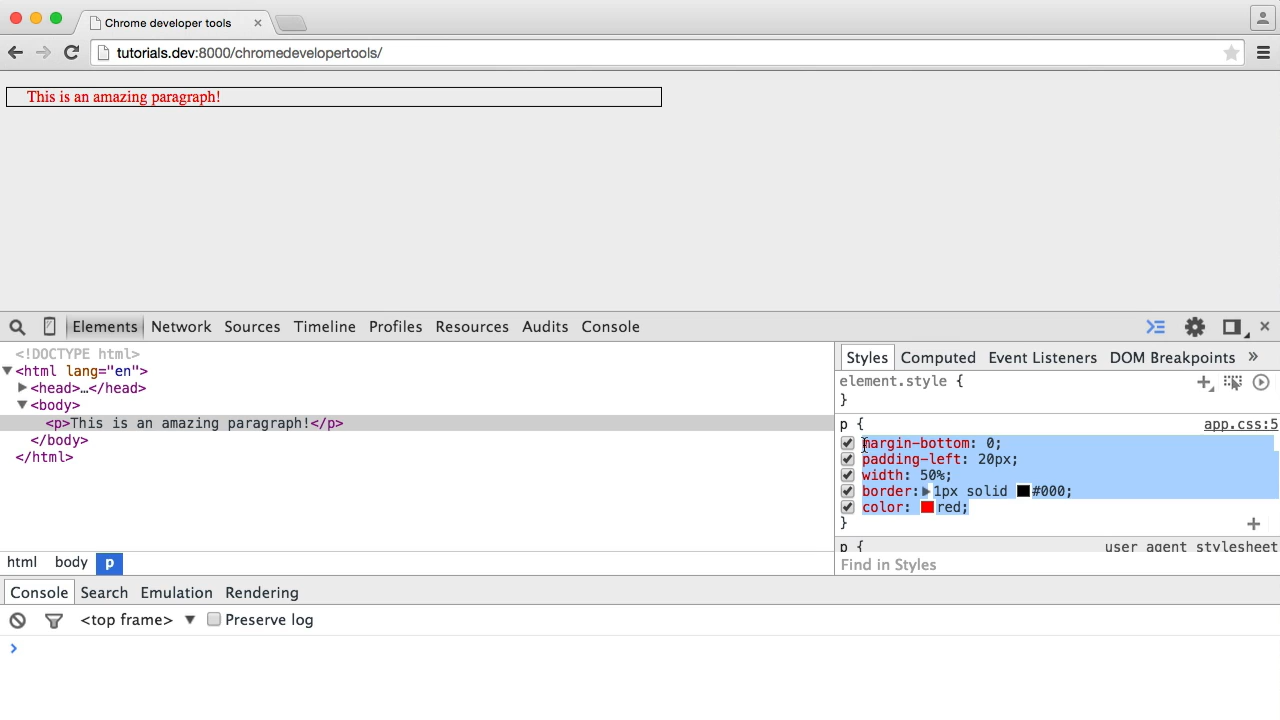 Chrome developer tools
tutorials.dev:8000/chromedevelopertools/
This is an amazing paragraph!
Elements Network Sources Timeline Profiles Resources Audits Console
<!DOCTYPE html>
<html lang="en">
<head>…</head>
<body>
<p>This is an amazing paragraph!</p>
</body>
</html>
html body p
Styles Computed Event Listeners DOM Breakpoints »
element.style {
}
p { app.css:5
margin-bottom: 0;
padding-left: 20px;
width: 50%;
border: 1px solid #000;
color: red;
}
p { user agent stylesheet
Find in Styles
Console Search Emulation Rendering
<top frame> Preserve log